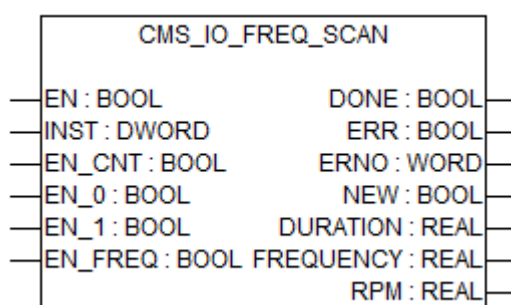 CMS_IO_FREQ_SCAN
EN : BOOL DONE : BOOL
INST : DWORD ERR : BOOL
EN_CNT : BOOL ERNO : WORD
EN_0 : BOOL NEW : BOOL
EN_1 : BOOL DURATION : REAL
EN_FREQ : BOOL FREQUENCY : REAL
RPM : REAL